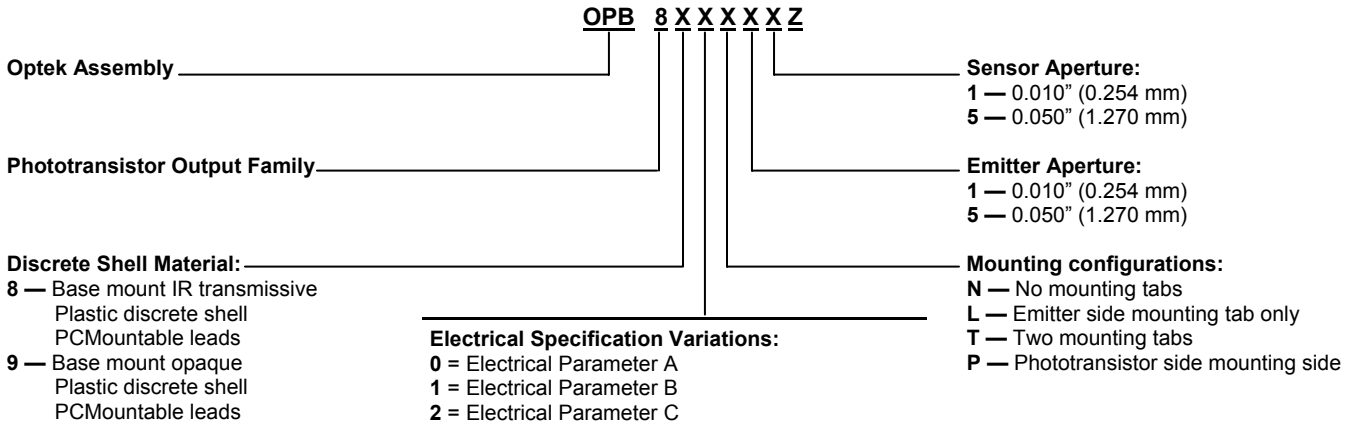 OPB 8 X X X X X Z
Optek Assembly
Sensor Aperture:
1 — 0.010” (0.254 mm)
5 — 0.050” (1.270 mm)
Phototransistor Output Family
Emitter Aperture:
1 — 0.010” (0.254 mm)
5 — 0.050” (1.270 mm)
Discrete Shell Material:
8 — Base mount IR transmissive
Plastic discrete shell
PCMountable leads
9 — Base mount opaque
Plastic discrete shell
PCMountable leads
Electrical Specification Variations:
0 = Electrical Parameter A
1 = Electrical Parameter B
2 = Electrical Parameter C
Mounting configurations:
N — No mounting tabs
L — Emitter side mounting tab only
T — Two mounting tabs
P — Phototransistor side mounting side